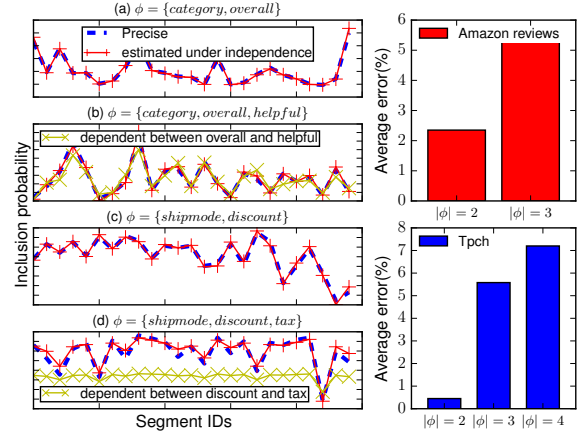 (a) ϕ = {category, overall}
Precise
estimated under independence
(b) ϕ = {category, overall, helpful}
dependent between overall and helpful
(c) ϕ = {shipmode, discount}
(d) ϕ = {shipmode, discount, tax}
dependent between discount and tax
Inclusion probability
Segment IDs
6
5
4
3
2
1
0
Average error(%)
Amazon reviews
|ϕ| = 2 |ϕ| = 3
8
7
6
5
4
3
2
1
0
Average error(%)
Tpch
|ϕ| = 2 |ϕ| = 3 |ϕ| = 4